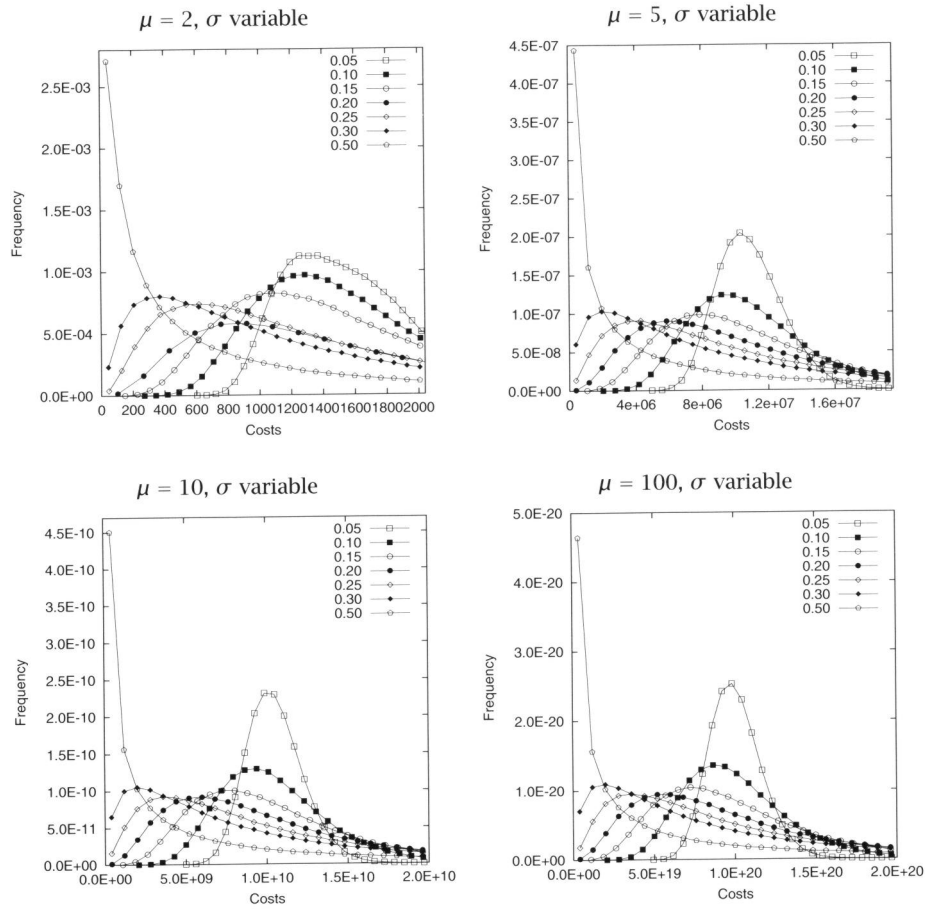 μ = 2, σ variable
2.5E-03
2.0E-03
1.5E-03
1.0E-03
5.0E-04
0.0E+00
Frequency
0.05
0.10
0.15
0.20
0.25
0.30
0.50
0 200 400 600 800 1000 1200 1400 1600 1800 2000
Costs
μ = 5, σ variable
4.5E-07
4.0E-07
3.5E-07
3.0E-07
2.5E-07
2.0E-07
1.5E-07
1.0E-07
5.0E-08
0.0E+00
Frequency
0.05
0.10
0.15
0.20
0.25
0.30
0.50
0 4e+06 8e+06 1.2e+07 1.6e+07
Costs
μ = 10, σ variable
4.5E-10
4.0E-10
3.5E-10
3.0E-10
2.5E-10
2.0E-10
1.5E-10
1.0E-10
5.0E-11
0.0E+00
Frequency
0.05
0.10
0.15
0.20
0.25
0.30
0.50
0.0E+00 5.0E+09 1.0E+10 1.5E+10 2.0E+10
Costs
μ = 100, σ variable
5.0E-20
4.0E-20
3.0E-20
2.0E-20
1.0E-20
0.0E+00
Frequency
0.05
0.10
0.15
0.20
0.25
0.30
0.50
0.0E+00 5.0E+19 1.0E+20 1.5E+20 2.0E+20
Costs